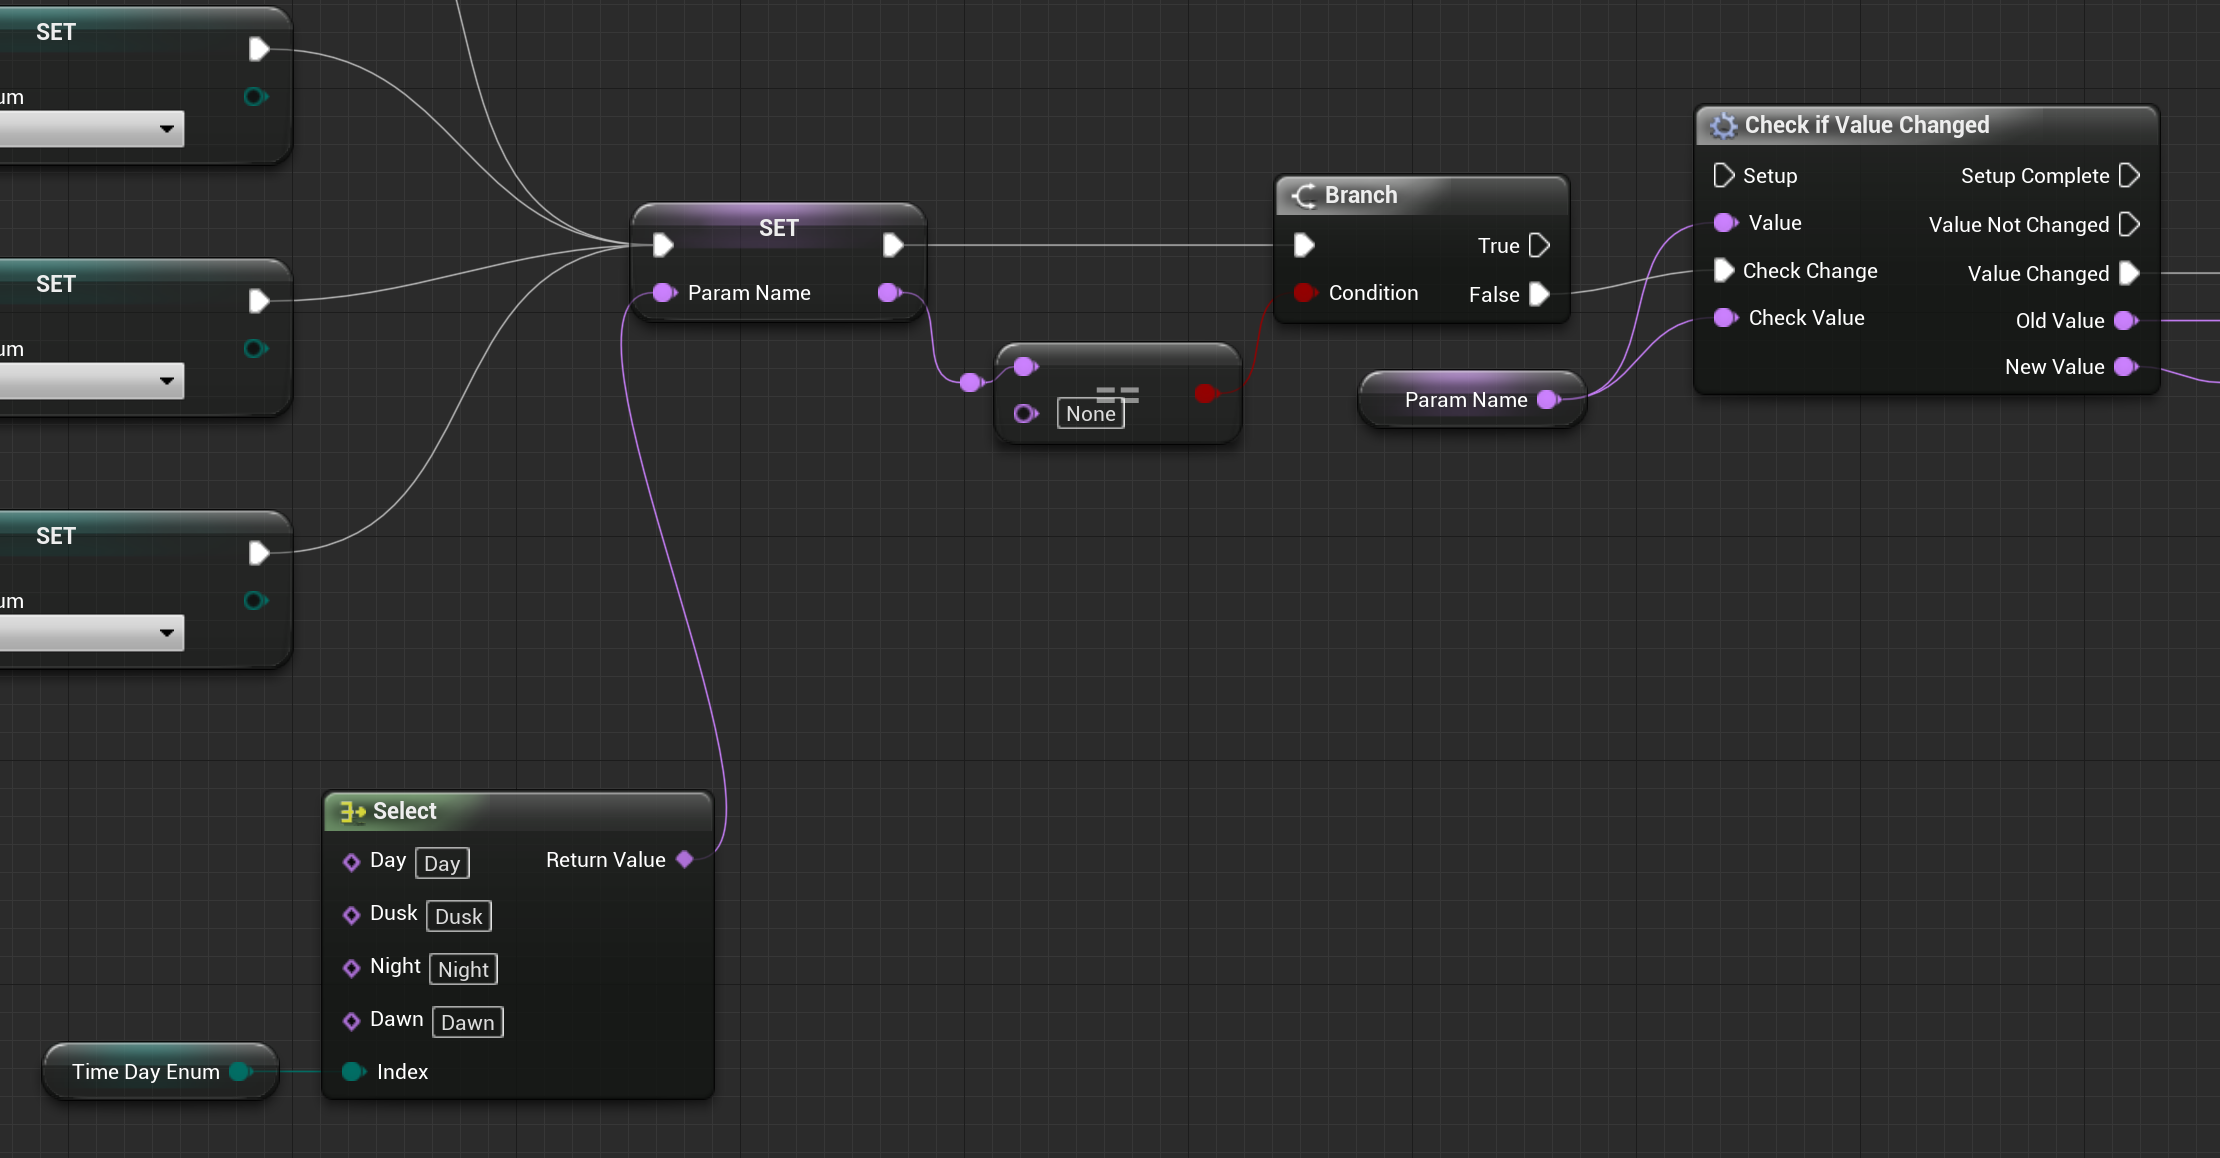 SET
um
SET
um
SET
um
SET
Param Name
None
Branch
True
Condition
False
Param Name
Check if Value Changed
Setup
Setup Complete
Value
Value Not Changed
Check Change
Value Changed
Check Value
Old Value
New Value
Select
Day Day
Return Value
Dusk Dusk
Night Night
Dawn Dawn
Index
Time Day Enum